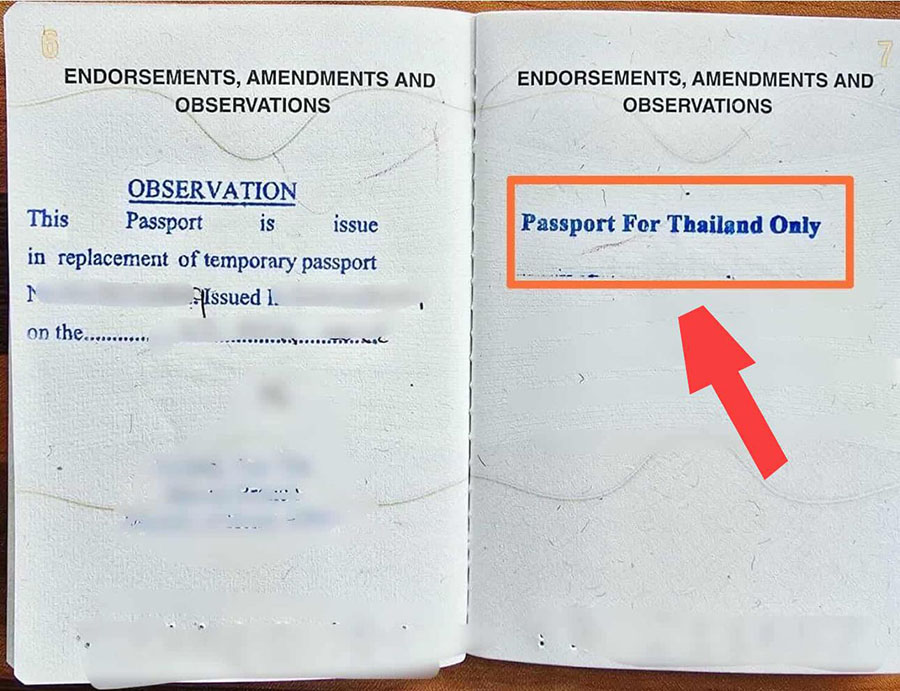 6
ENDORSEMENTS, AMENDMENTS AND
OBSERVATIONS
OBSERVATION
This Passport is issue
in replacement of temporary passport
Issued
on the
7
ENDORSEMENTS, AMENDMENTS AND
OBSERVATIONS
Passport For Thailand Only